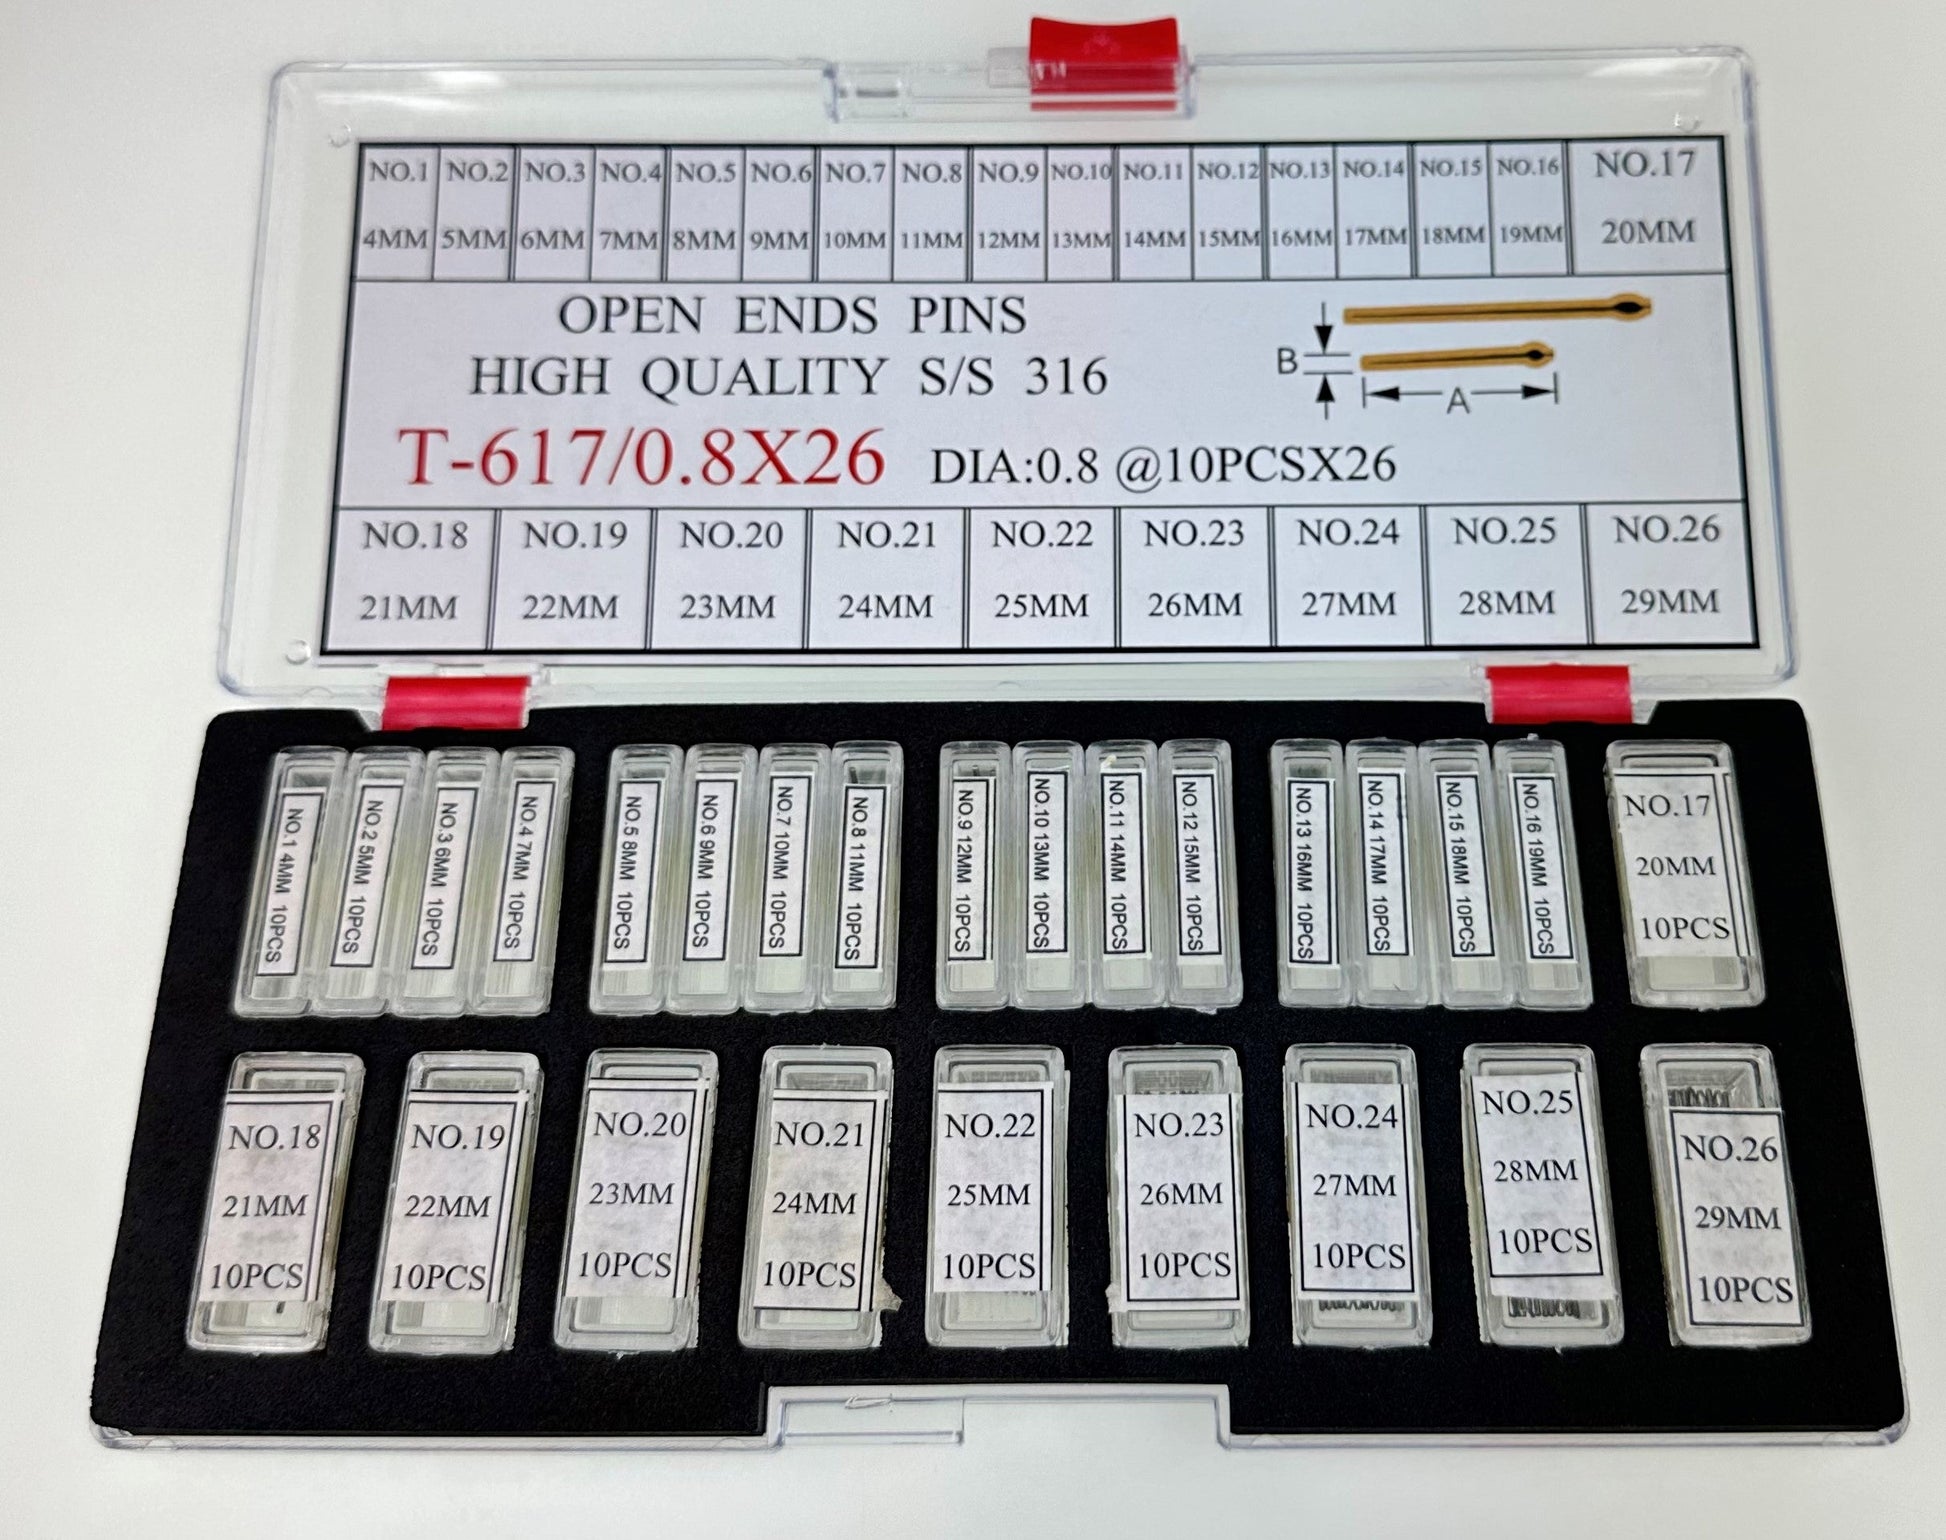 NO.1 NO.2 NO.3 NO.4 NO.5 NO.6 NO.7 NO.8 NO.9 NO.10 NO.11 NO.12 NO.13 NO.14 NO.15 NO.16 NO.17
4MM 5MM 6MM 7MM 8MM 9MM 10MM 11MM 12MM 13MM 14MM 15MM 16MM 17MM 18MM 19MM 20MM
OPEN ENDS PINS
HIGH QUALITY S/S 316
T-617/0.8X26 DIA:0.8 @10PCSX26
B
A
NO.18 NO.19 NO.20 NO.21 NO.22 NO.23 NO.24 NO.25 NO.26
21MM 22MM 23MM 24MM 25MM 26MM 27MM 28MM 29MM
NO.1 4MM 10PCS
NO.2 5MM 10PCS
NO.3 6MM 10PCS
NO.4 7MM 10PCS
NO.5 8MM 10PCS
NO.6 9MM 10PCS
NO.7 10MM 10PCS
NO.8 11MM 10PCS
NO.9 12MM 10PCS
NO.10 13MM 10PCS
NO.11 14MM 10PCS
NO.12 15MM 10PCS
NO.13 16MM 10PCS
NO.14 17MM 10PCS
NO.15 18MM 10PCS
NO.16 19MM 10PCS
NO.17
20MM
10PCS
NO.18
21MM
10PCS
NO.19
22MM
10PCS
NO.20
23MM
10PCS
NO.21
24MM
10PCS
NO.22
25MM
10PCS
NO.23
26MM
10PCS
NO.24
27MM
10PCS
NO.25
28MM
10PCS
NO.26
29MM
10PCS